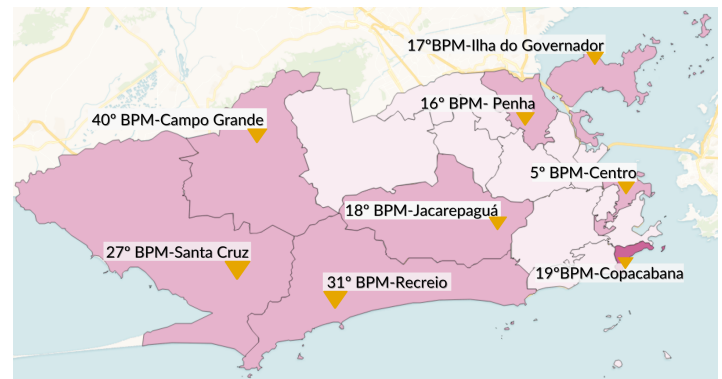 17ºBPM-Ilha do Governador
16º BPM- Penha
40º BPM-Campo Grande
5º BPM-Centro
18º BPM-Jacarepaguá
27º BPM-Santa Cruz
19ºBPM-Copacabana
31º BPM-Recreio